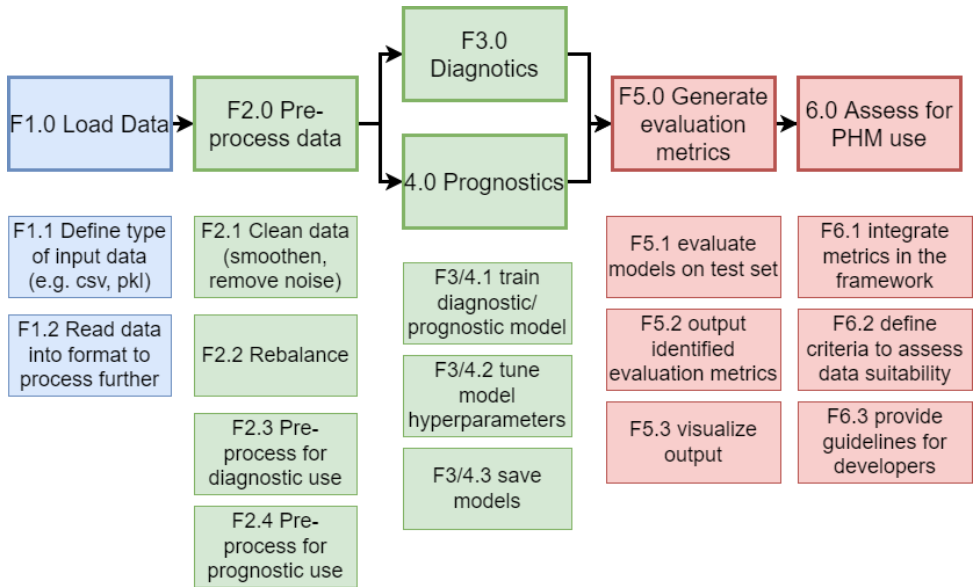 F1.0 Load Data
F2.0 Pre-
process data
F3.0
Diagnotics
4.0 Prognostics
F5.0 Generate
evaluation
metrics
6.0 Assess for
PHM use
F1.1 Define type
of input data
(e.g. csv, pkl)
F1.2 Read data
into format to
process further
F2.1 Clean data
(smoothen,
remove noise)
F2.2 Rebalance
F2.3 Pre-
process for
diagnostic use
F2.4 Pre-
process for
prognostic use
F3/4.1 train
diagnostic/
prognostic model
F3/4.2 tune
model
hyperparameters
F3/4.3 save
models
F5.1 evaluate
models on test set
F5.2 output
identified
evaluation metrics
F5.3 visualize
output
F6.1 integrate
metrics in the
framework
F6.2 define
criteria to assess
data suitability
F6.3 provide
guidelines for
developers